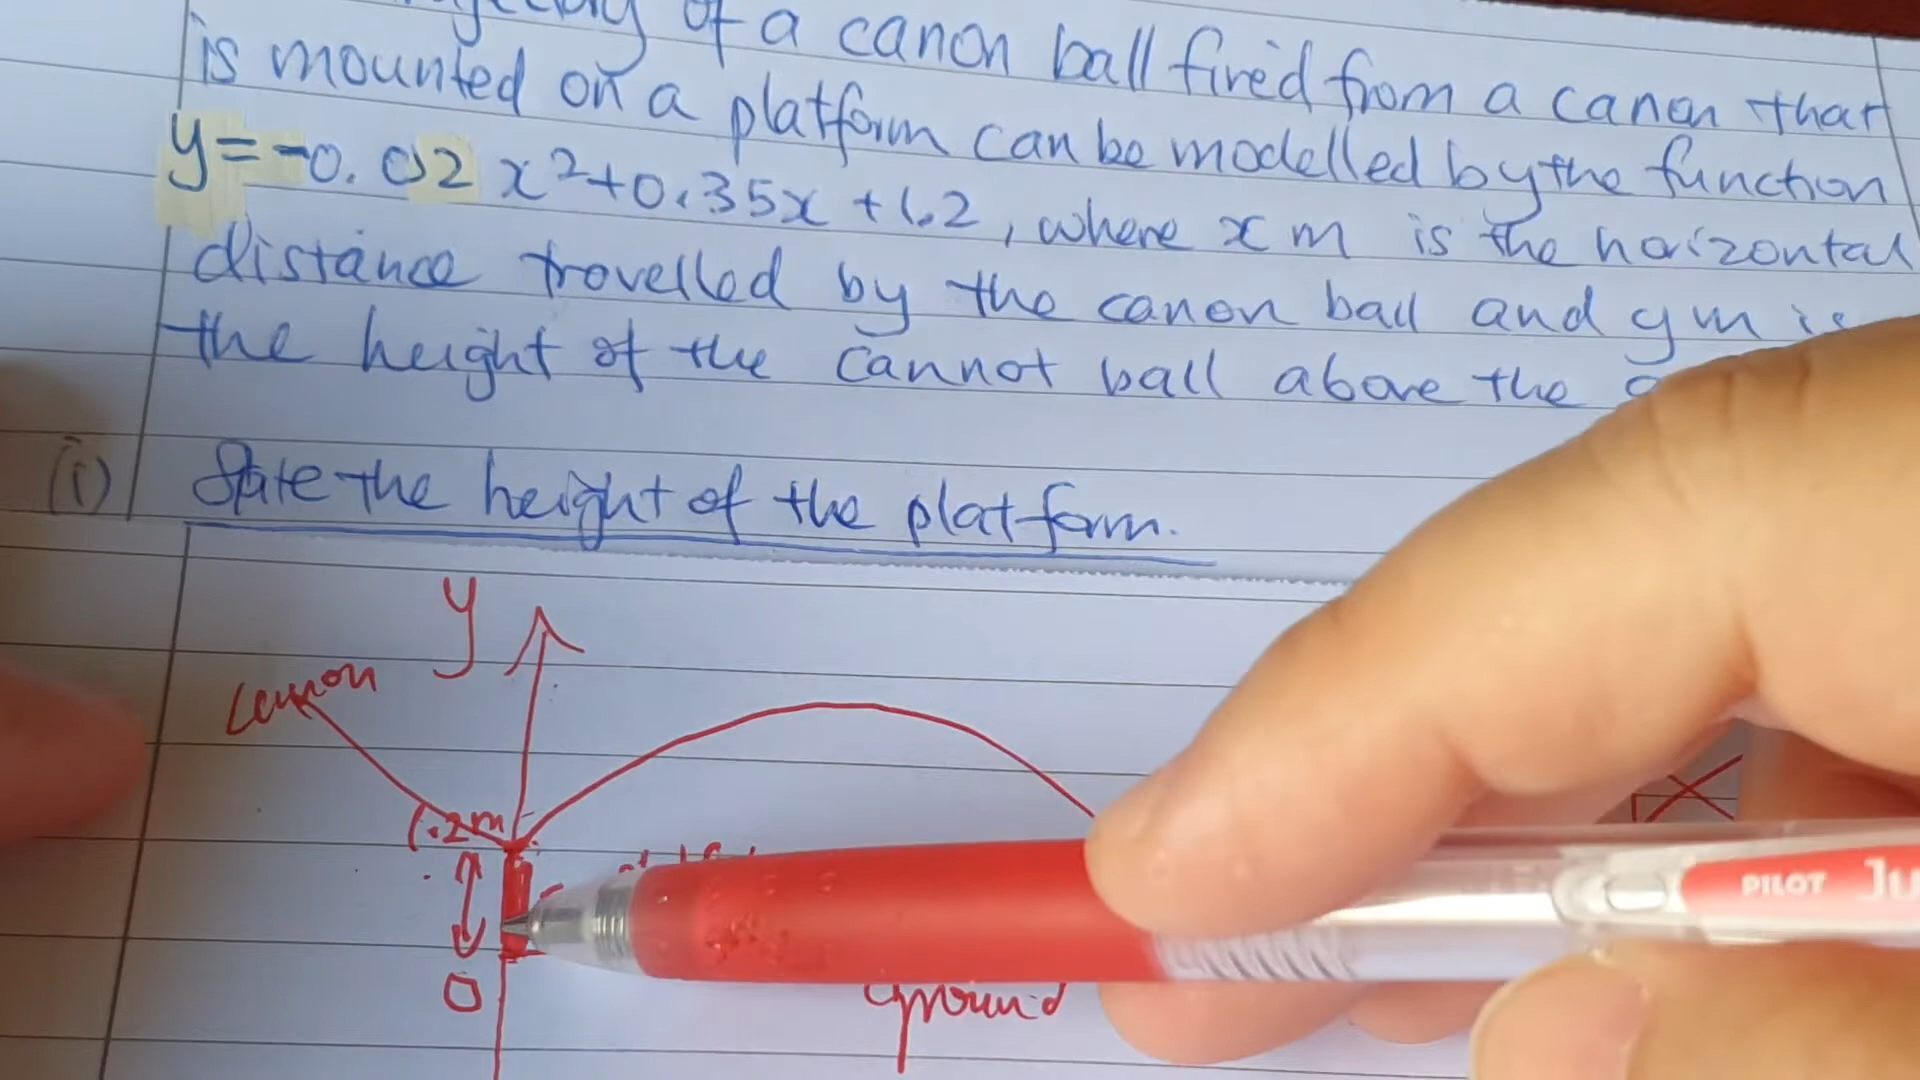 of a canon ball fired from a canon that
is mounted on a platform can be modelled by the function
y=-0.02x²+0.35x+1.2, where x m is the horizontal
distance travelled by the canon ball and y m is
the height of the cannot ball above the
(i) State the height of the platform.
y
canon
1.2m
0
ground
PILOT Ju